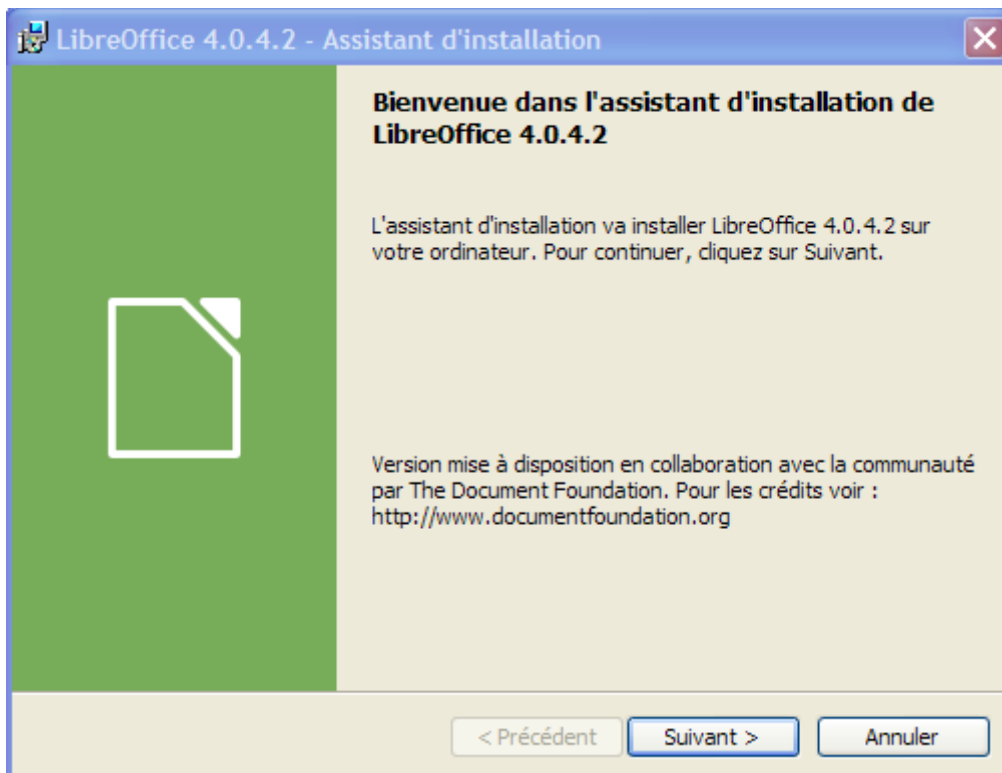 LibreOffice 4.0.4.2 - Assistant d'installation
Bienvenue dans l'assistant d'installation de
LibreOffice 4.0.4.2
L'assistant d'installation va installer LibreOffice 4.0.4.2 sur
votre ordinateur. Pour continuer, cliquez sur Suivant.
Version mise à disposition en collaboration avec la communauté
par The Document Foundation. Pour les crédits voir :
http://www.documentfoundation.org
< Précédent
Suivant >
Annuler